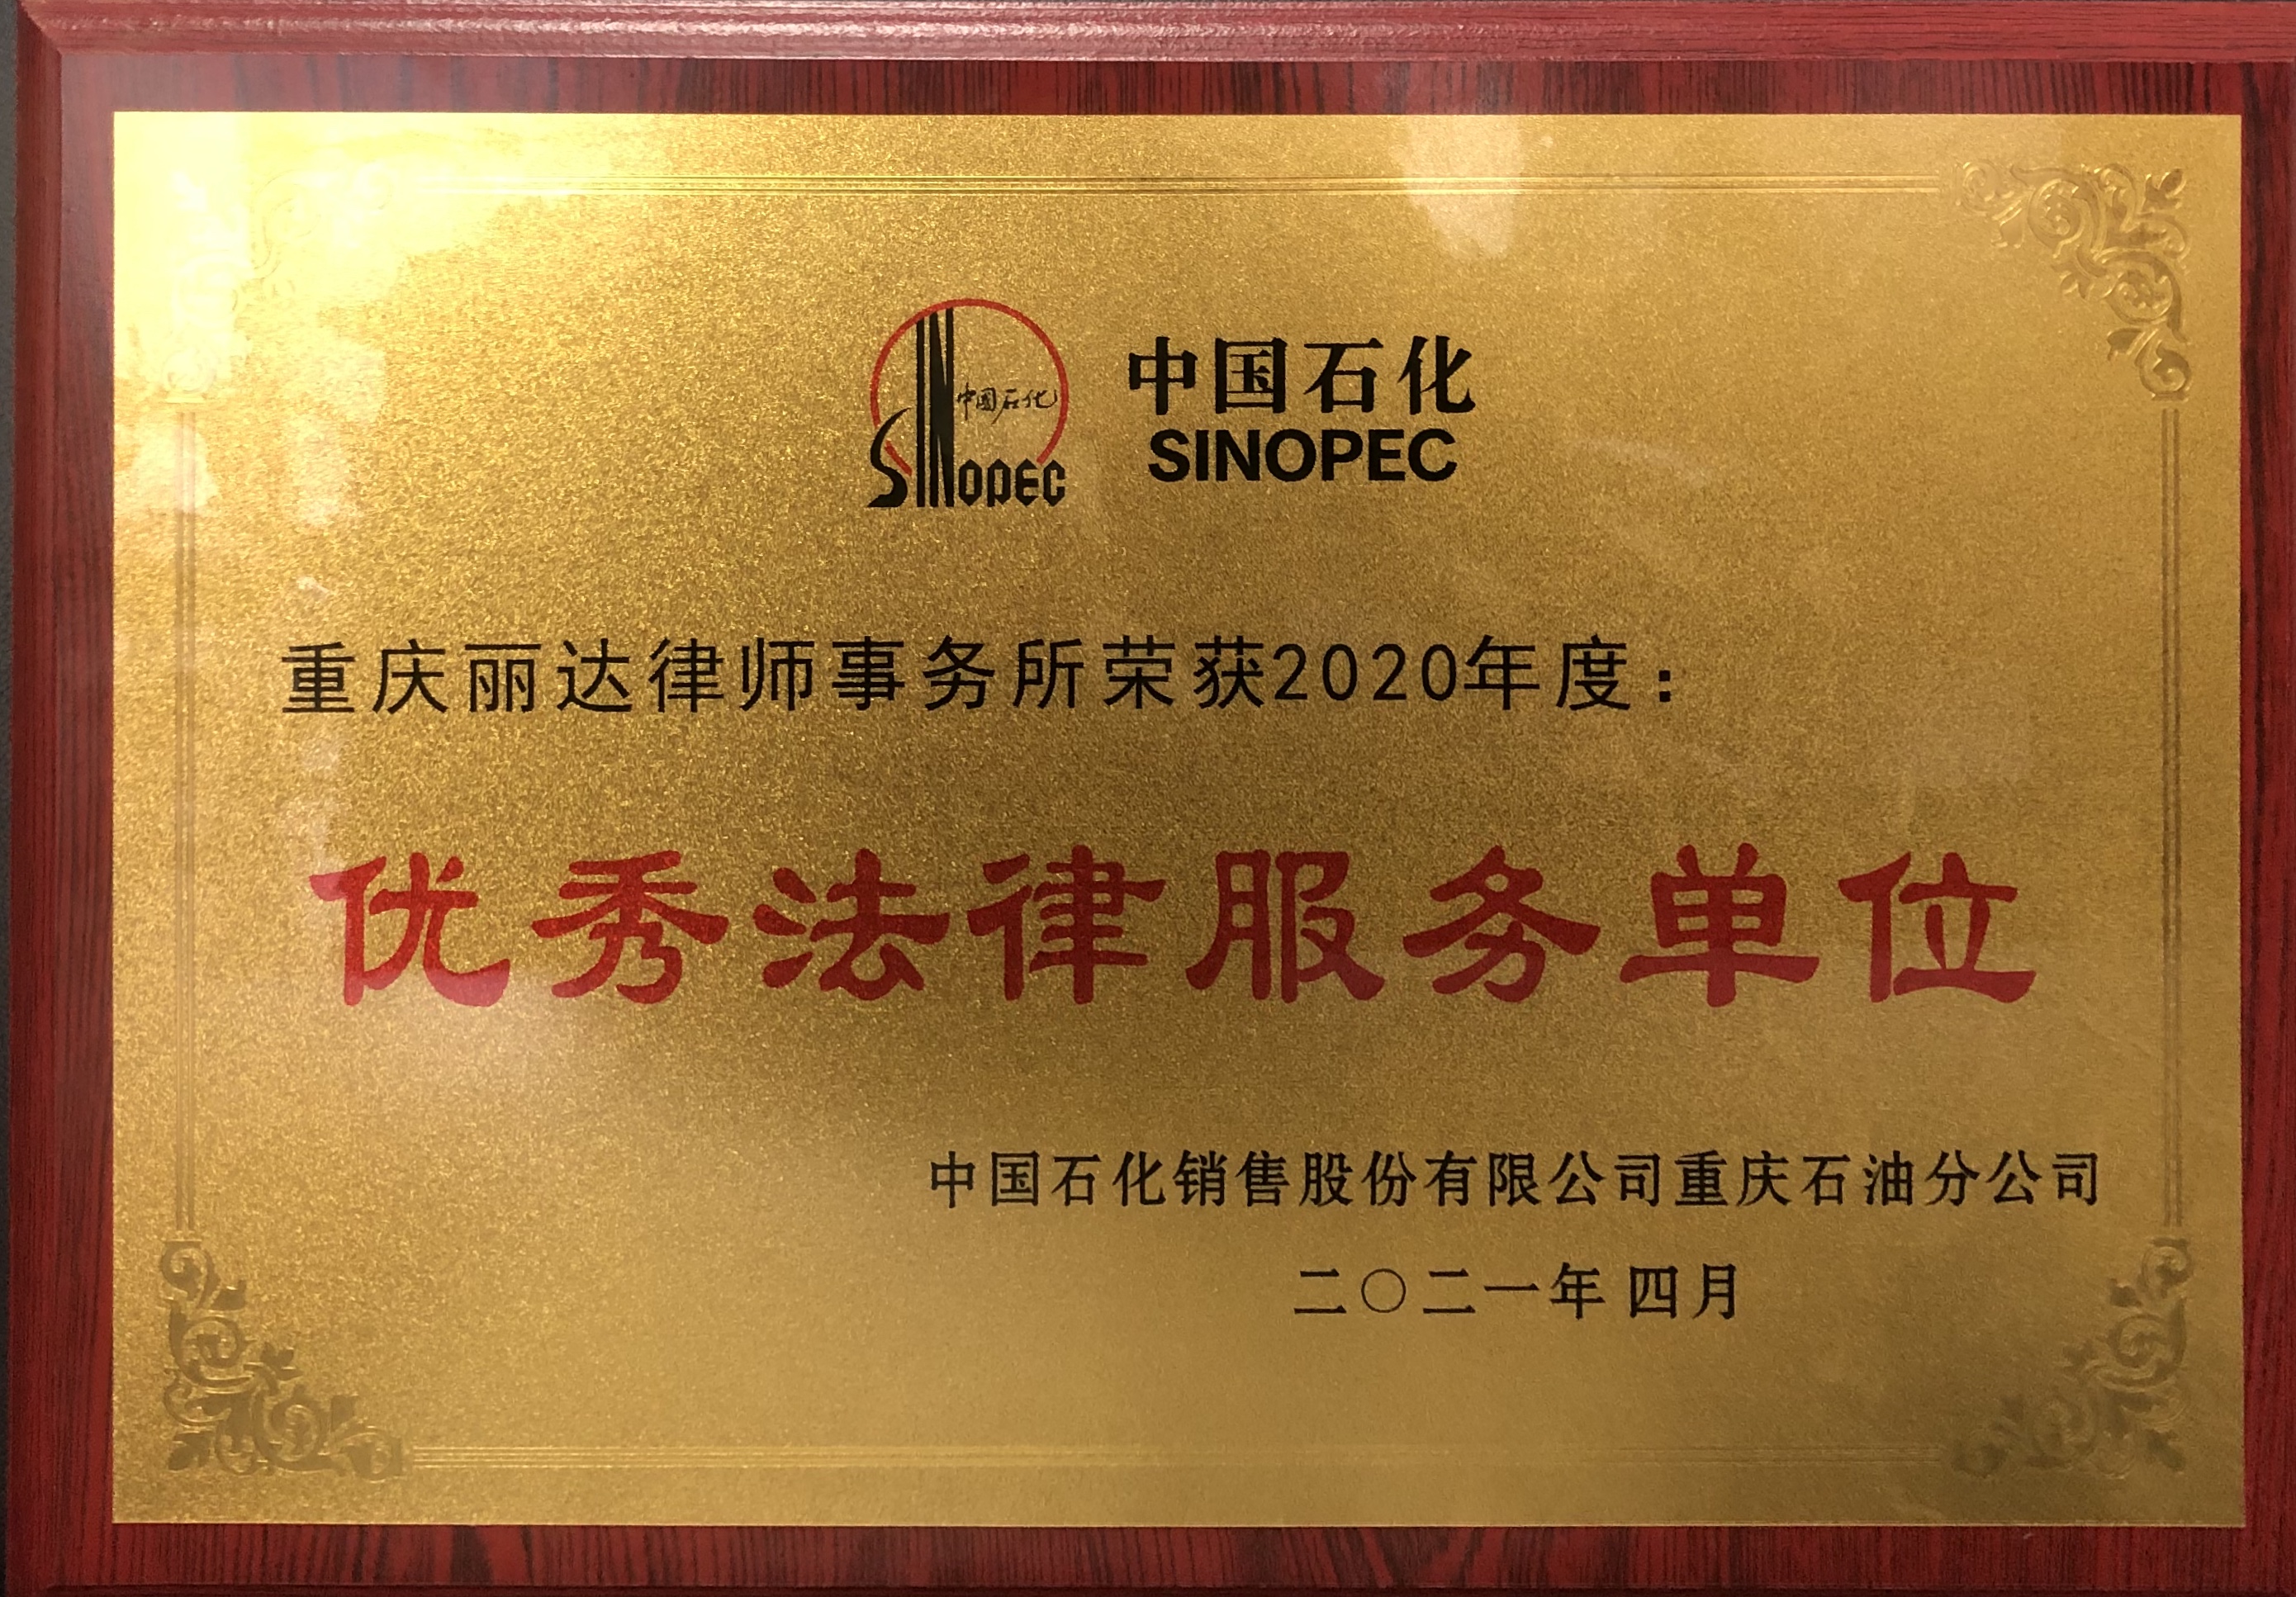 中国石化
SINOPEC
中国石化
SINOPEC
重庆丽达律师事务所荣获2020年度：
优秀法律服务单位
中国石化销售股份有限公司重庆石油分公司
二〇二一年四月